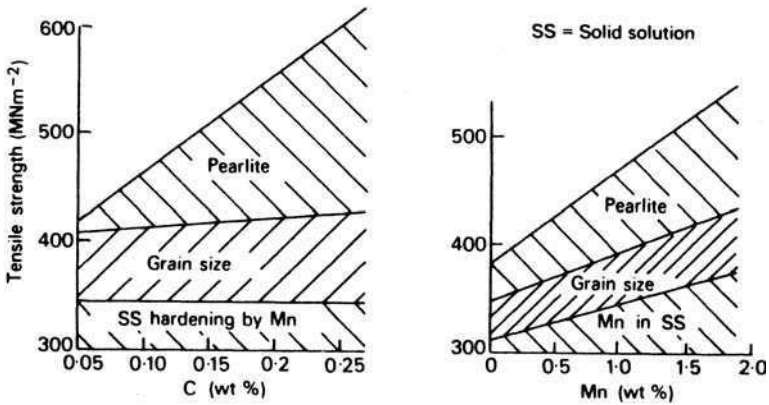 600
500
400
300
Tensile strength (MNm−2)
Pearlite
Grain size
SS hardening by Mn
0·05 0·10 0·15 0·20 0·25
C (wt %)
SS = Solid solution
500
400
300
Pearlite
Grain size
Mn in SS
0 0·5 1·0 1·5 2·0
Mn (wt %)